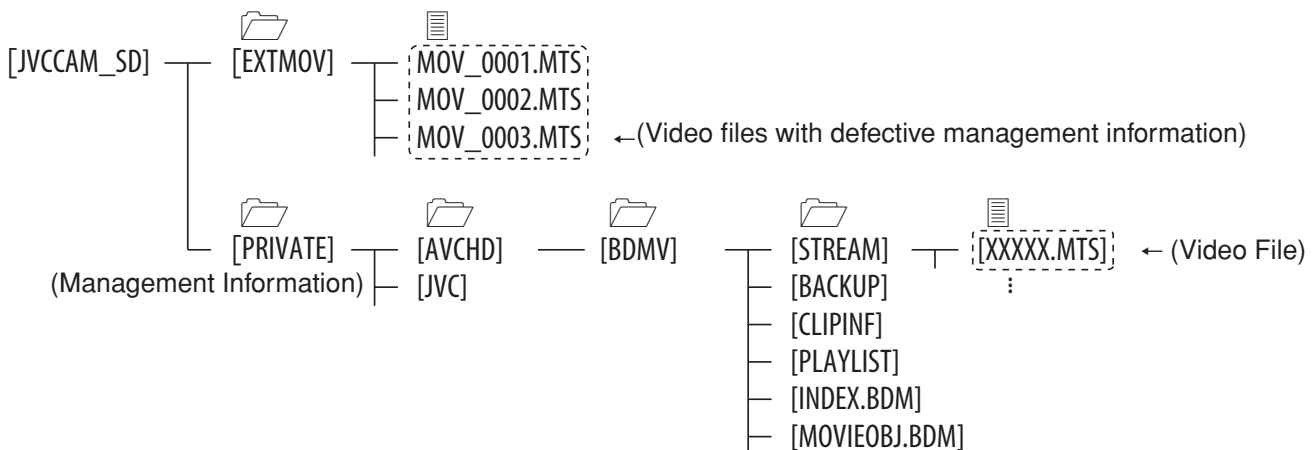 [JVCCAM_SD]
[EXTMOV]
MOV_0001.MTS
MOV_0002.MTS
MOV_0003.MTS
←(Video files with defective management information)
[PRIVATE]
(Management Information)
[AVCHD]
[JVC]
[BDMV]
[STREAM]
[BACKUP]
[CLIPINF]
[PLAYLIST]
[INDEX.BDM]
[MOVIEOBJ.BDM]
[XXXXX.MTS]
← (Video File)